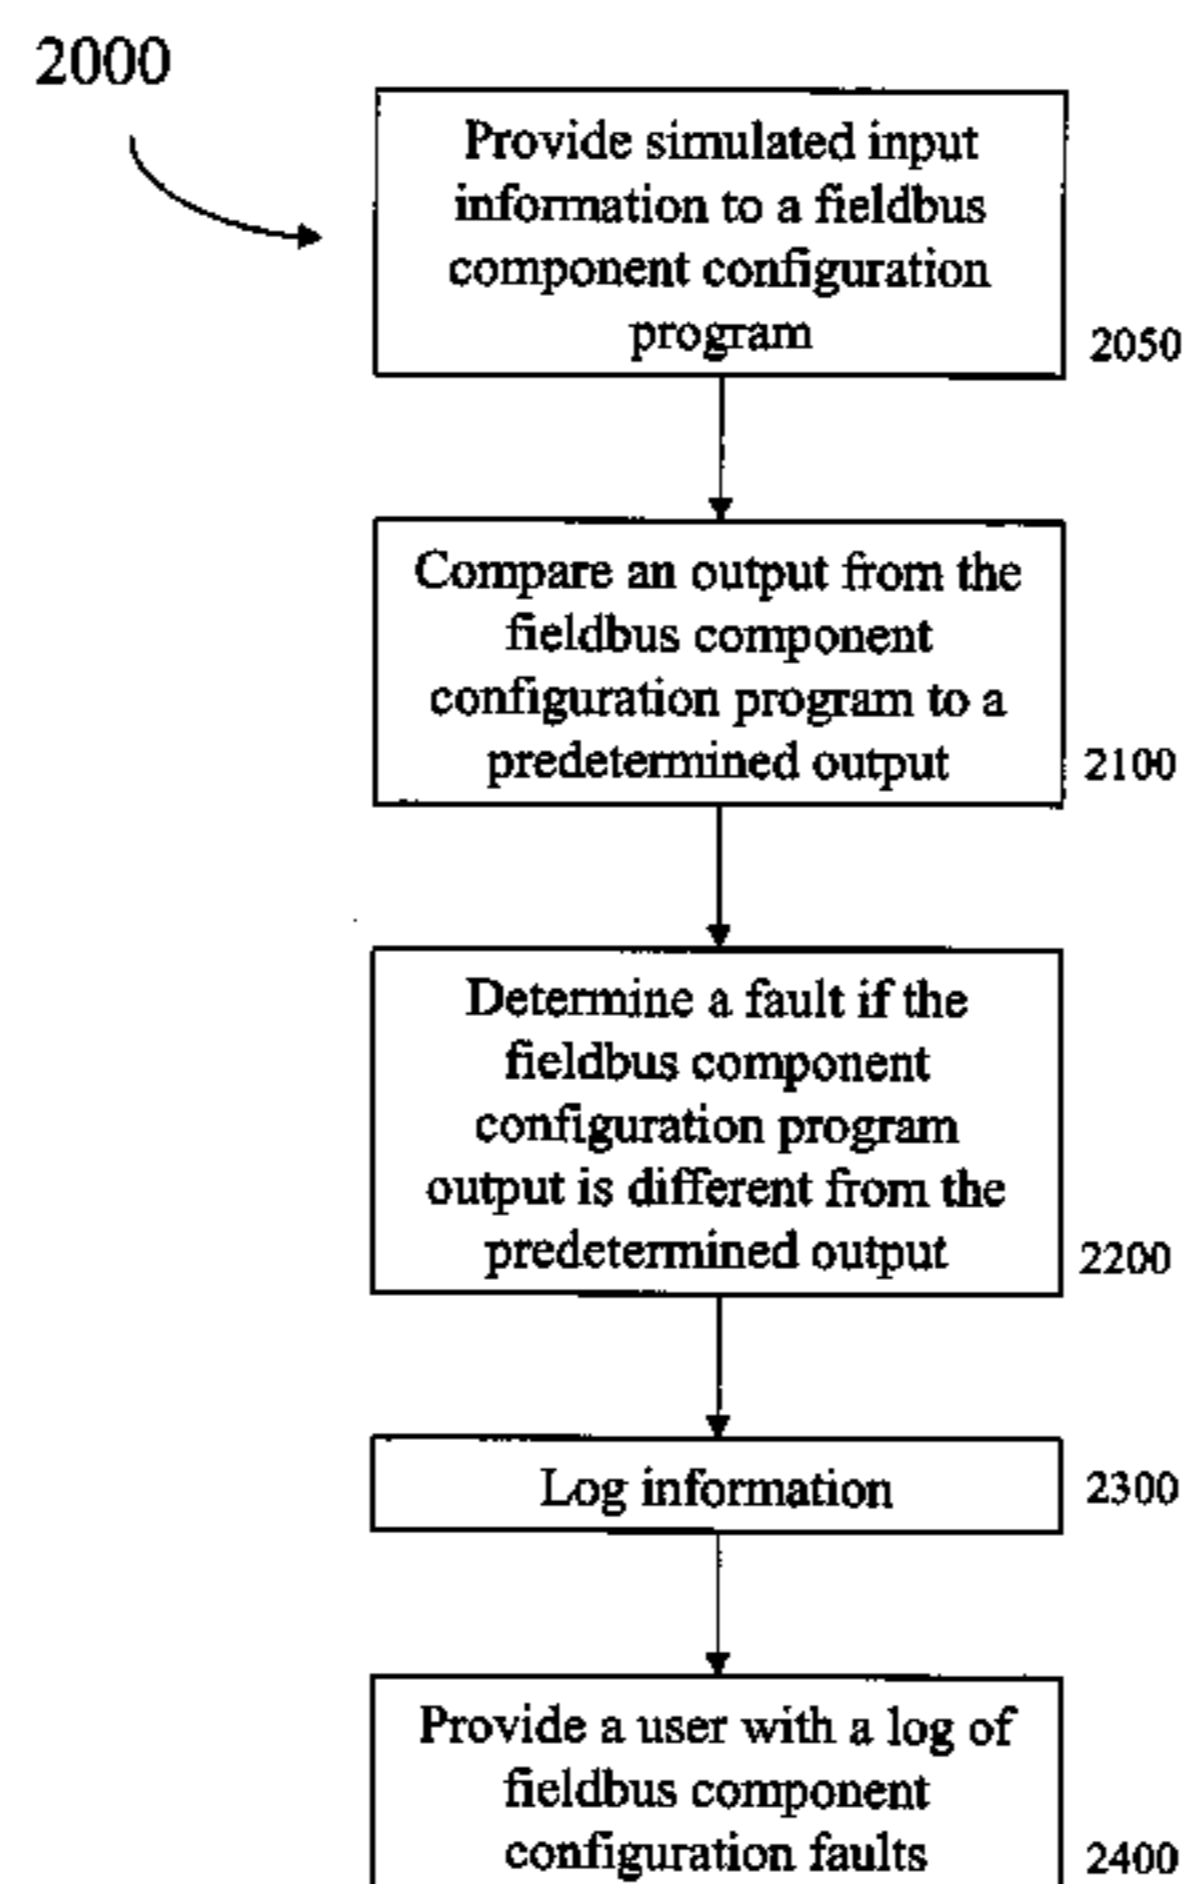 2000
Provide simulated input
information to a fieldbus
component configuration
program
2050
Compare an output from the
fieldbus component
configuration program to a
predetermined output
2100
Determine a fault if the
fieldbus component
configuration program
output is different from the
predetermined output
2200
Log information
2300
Provide a user with a log of
fieldbus component
configuration faults
2400